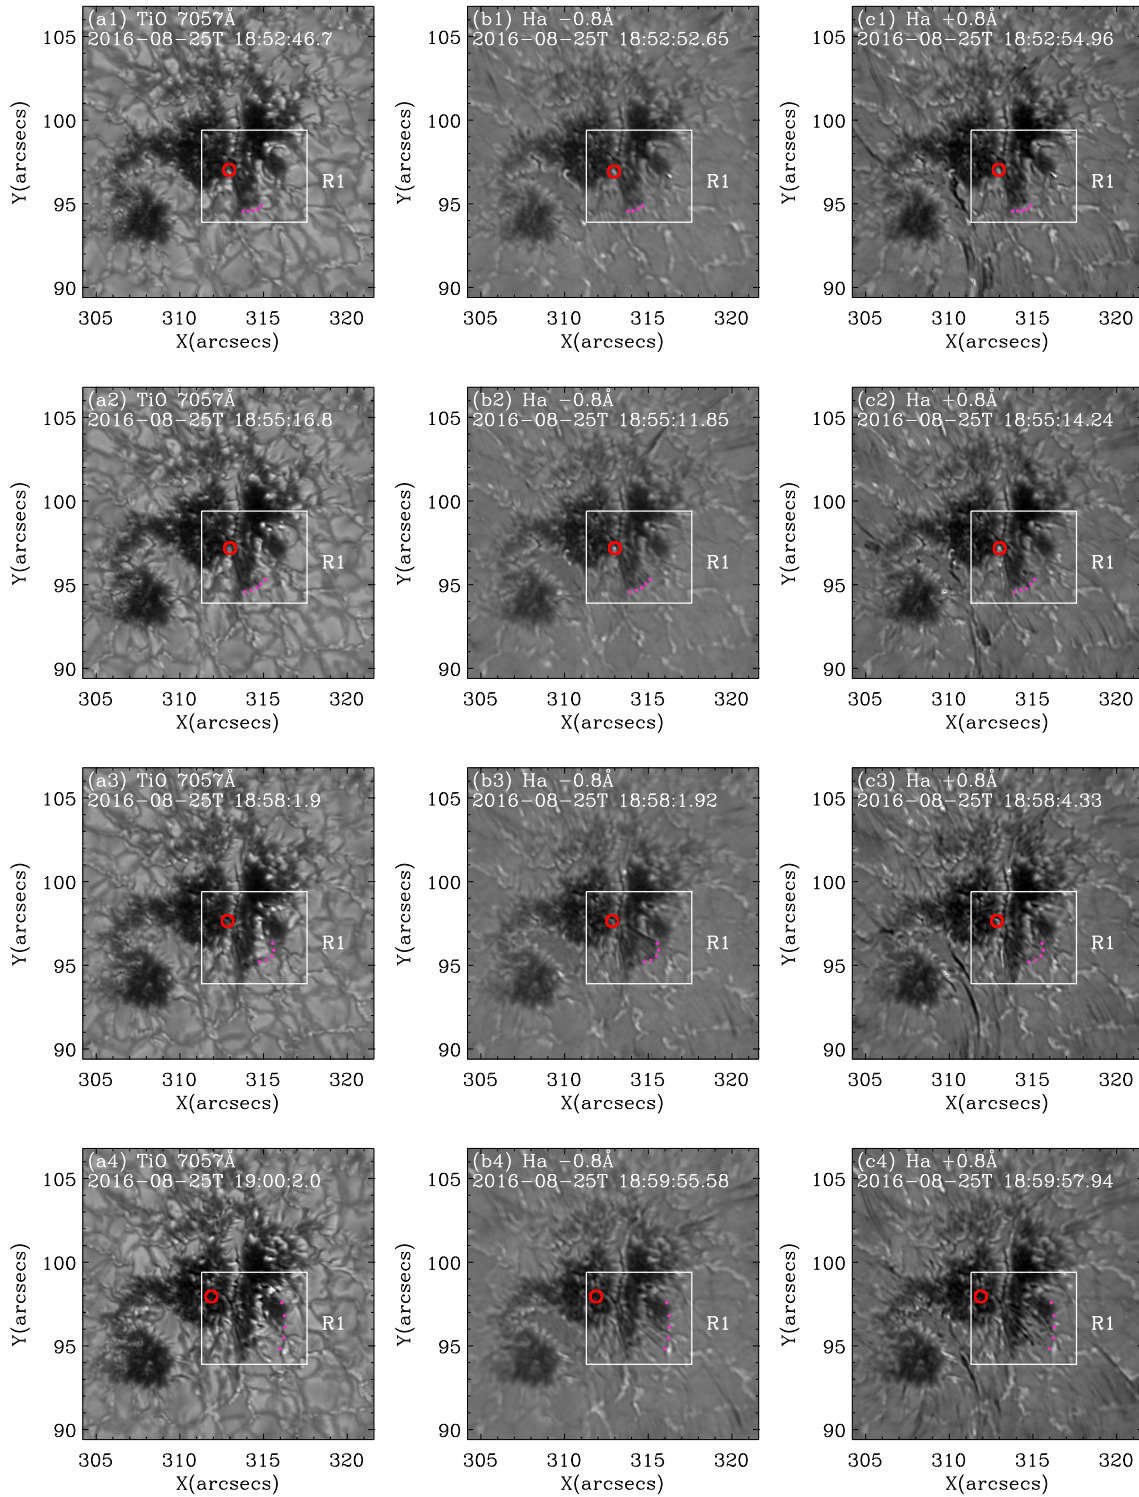 (a1) TiO 7057Å
2016-08-25T 18:52:46.7
R1
105
100
95
90
Y(arcsecs)
305 310 315 320
X(arcsecs)
(b1) Ha -0.8Å
2016-08-25T 18:52:52.65
R1
105
100
95
90
Y(arcsecs)
305 310 315 320
X(arcsecs)
(c1) Ha +0.8Å
2016-08-25T 18:52:54.96
R1
105
100
95
90
Y(arcsecs)
305 310 315 320
X(arcsecs)
(a2) TiO 7057Å
2016-08-25T 18:55:16.8
R1
105
100
95
90
Y(arcsecs)
305 310 315 320
X(arcsecs)
(b2) Ha -0.8Å
2016-08-25T 18:55:11.85
R1
105
100
95
90
Y(arcsecs)
305 310 315 320
X(arcsecs)
(c2) Ha +0.8Å
2016-08-25T 18:55:14.24
R1
105
100
95
90
Y(arcsecs)
305 310 315 320
X(arcsecs)
(a3) TiO 7057Å
2016-08-25T 18:58:1.9
R1
105
100
95
90
Y(arcsecs)
305 310 315 320
X(arcsecs)
(b3) Ha -0.8Å
2016-08-25T 18:58:1.92
R1
105
100
95
90
Y(arcsecs)
305 310 315 320
X(arcsecs)
(c3) Ha +0.8Å
2016-08-25T 18:58:4.33
R1
105
100
95
90
Y(arcsecs)
305 310 315 320
X(arcsecs)
(a4) TiO 7057Å
2016-08-25T 19:00:2.0
R1
105
100
95
90
Y(arcsecs)
305 310 315 320
X(arcsecs)
(b4) Ha -0.8Å
2016-08-25T 18:59:55.58
R1
105
100
95
90
Y(arcsecs)
305 310 315 320
X(arcsecs)
(c4) Ha +0.8Å
2016-08-25T 18:59:57.94
R1
105
100
95
90
Y(arcsecs)
305 310 315 320
X(arcsecs)